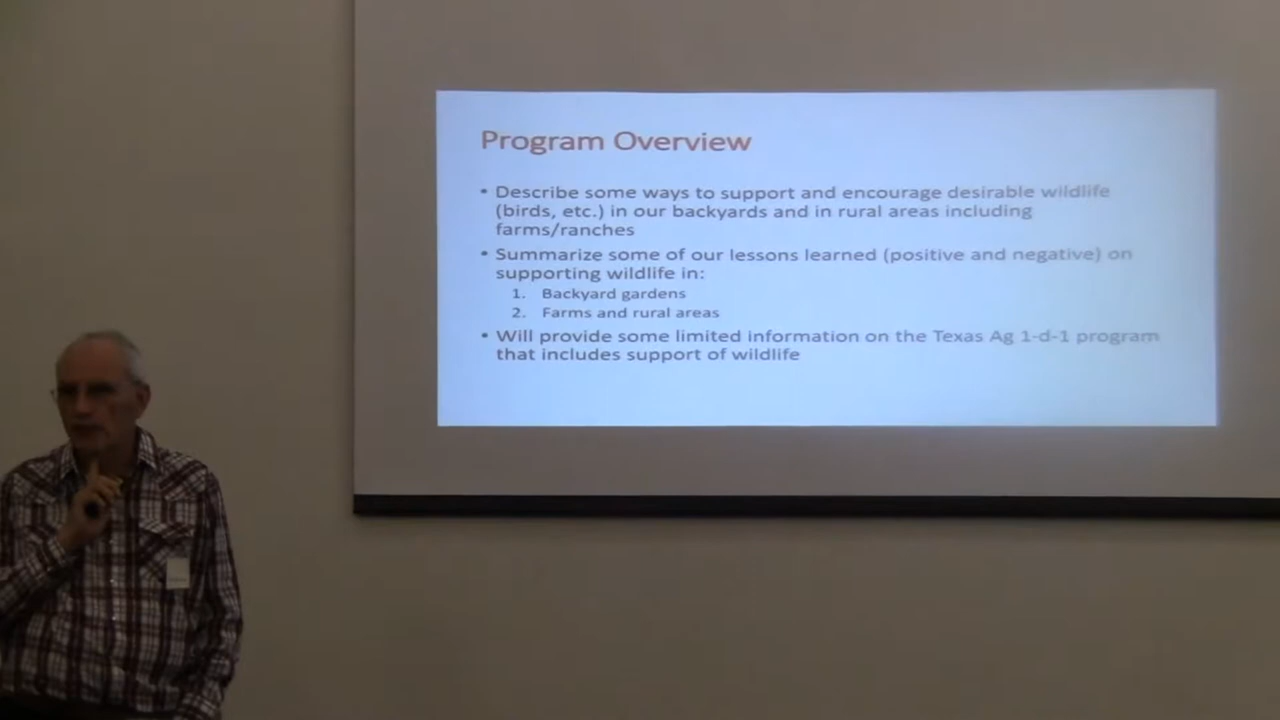 Program Overview
• Describe some ways to support and encourage desirable wildlife
(birds, etc.) in our backyards and in rural areas including
farms/ranches
• Summarize some of our lessons learned (positive and negative) on
supporting wildlife in:
1. Backyard gardens
2. Farms and rural areas
• Will provide some limited information on the Texas Ag 1-d-1 program
that includes support of wildlife